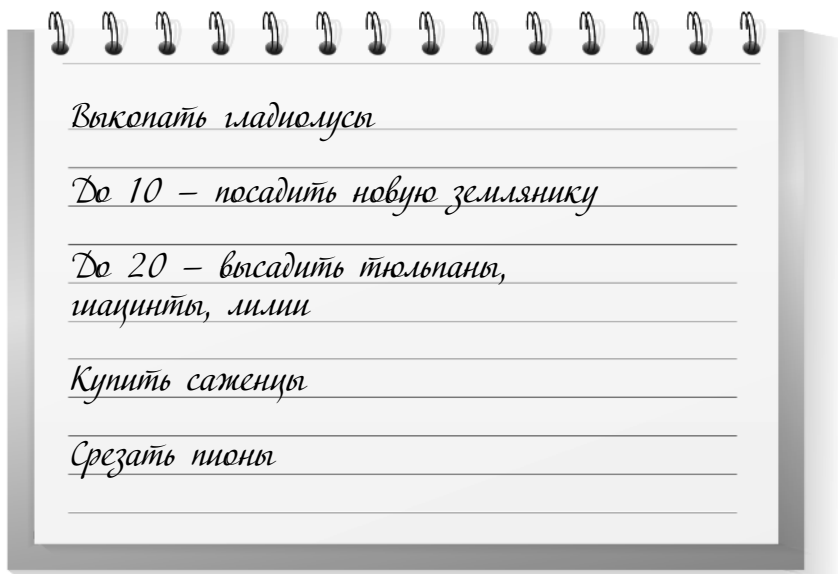 Выкопать гладиолусы
До 10 – посадить новую землянику
До 20 – высадить тюльпаны,
гиацинты, лилии
Купить саженцы
Срезать пионы